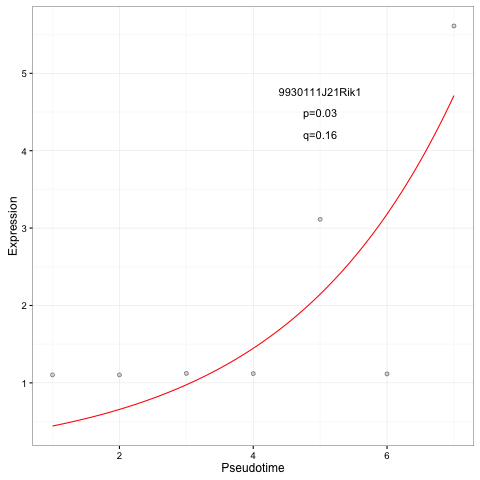 9930111J21Rik1
p=0.03
q=0.16
5
4
3
2
1
Expression
2 4 6
Pseudotime